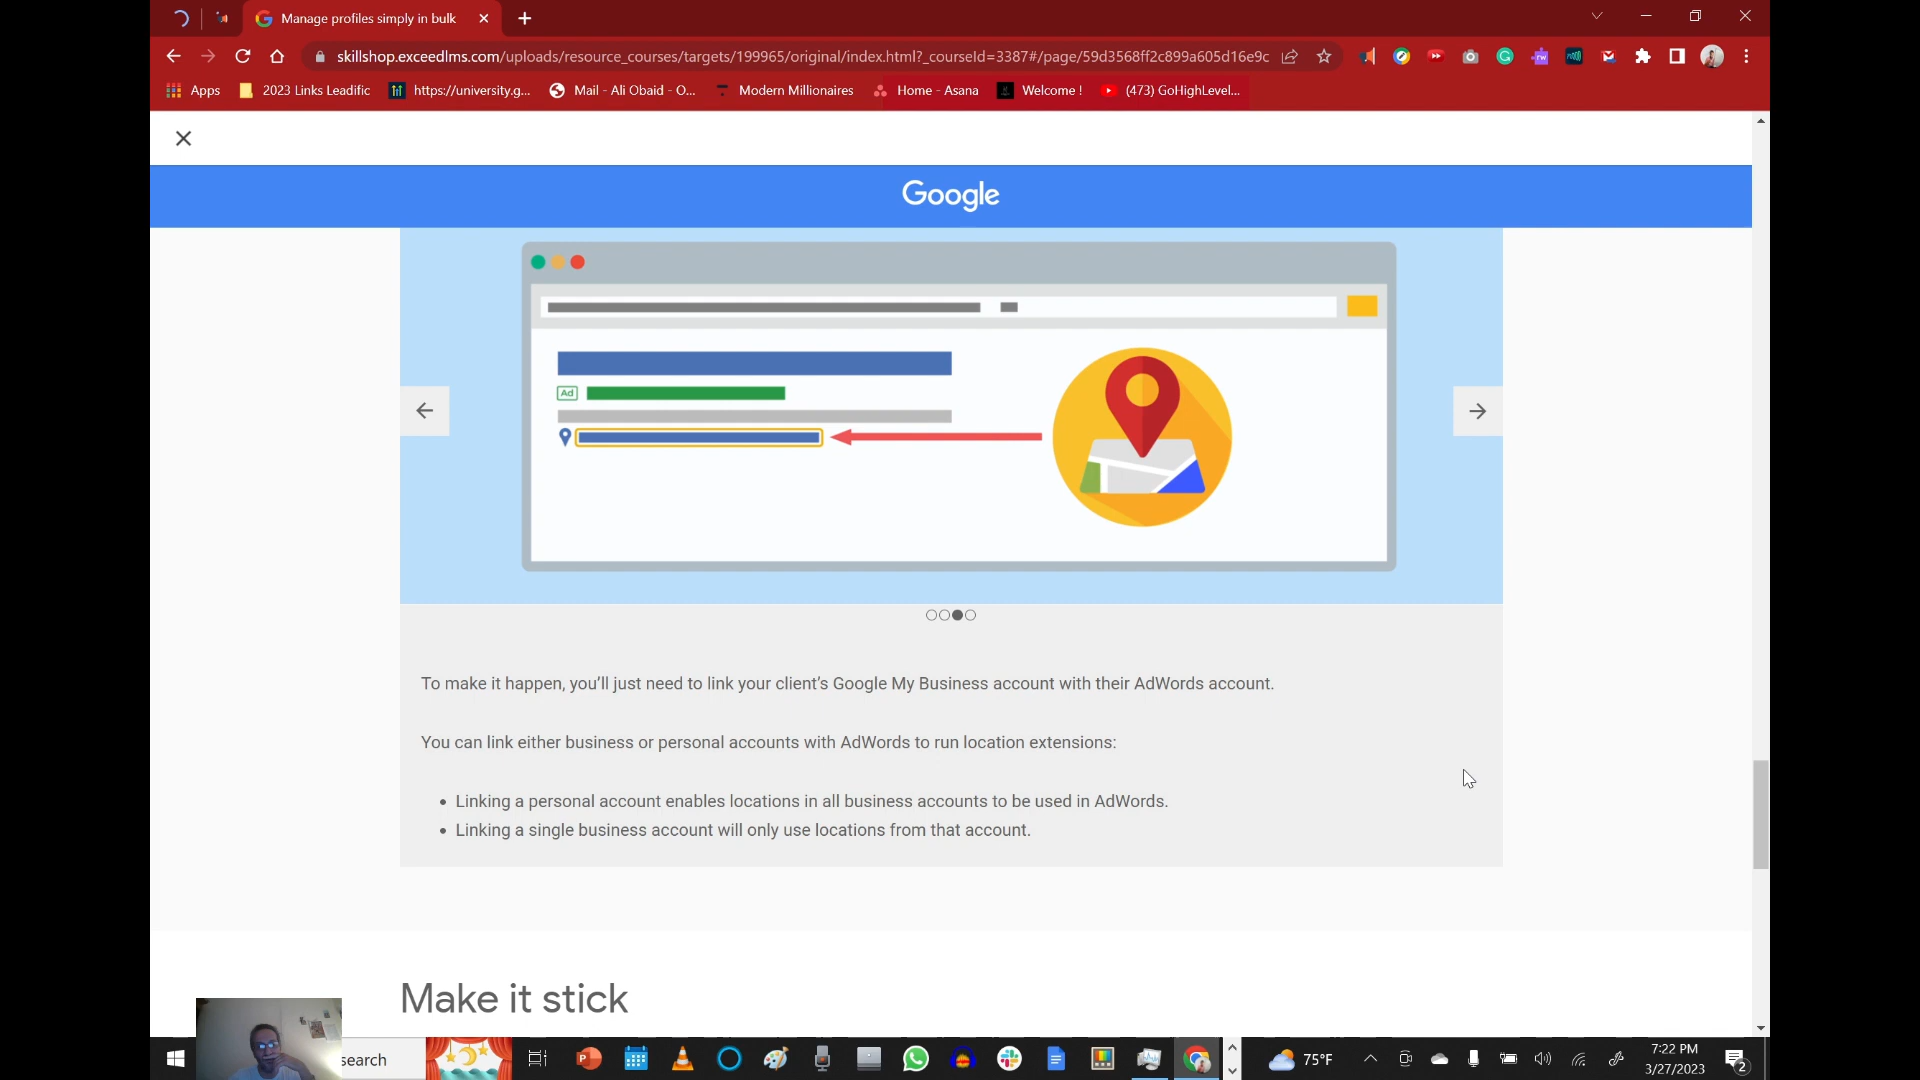 Manage profiles simply in bulk
skillshop.exceedlms.com/uploads/resource_courses/targets/199965/original/index.html?_courseId=3387#/page/59d3568ff2c899a605d16e9c
Apps
2023 Links Leadific
https://university.g...
Mail - Ali Obaid - O...
Modern Millionaires
Home - Asana
Welcome !
(473) GoHighLevel...
Google
Ad
To make it happen, you’ll just need to link your client’s Google My Business account with their AdWords account.
You can link either business or personal accounts with AdWords to run location extensions:
• Linking a personal account enables locations in all business accounts to be used in AdWords.
• Linking a single business account will only use locations from that account.
Make it stick
search
75°F
7:22 PM
3/27/2023
2